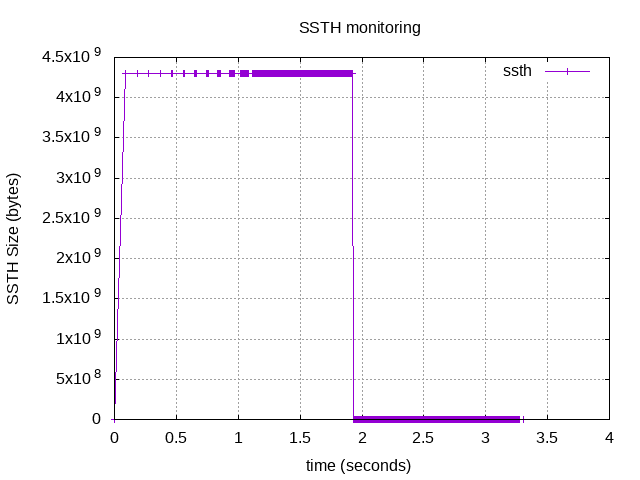 SSTH monitoring
ssth
SSTH Size (bytes)
4.5x10^9
4x10^9
3.5x10^9
3x10^9
2.5x10^9
2x10^9
1.5x10^9
1x10^9
5x10^8
0
0 0.5 1 1.5 2 2.5 3 3.5 4
time (seconds)